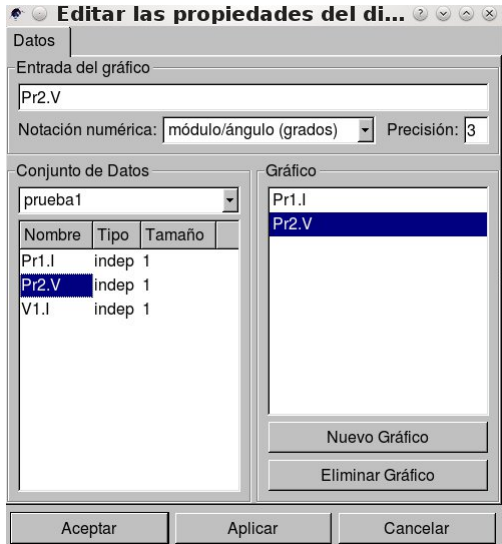 Editar las propiedades del di...
Datos
Entrada del gráfico
Pr2.V
Notación numérica: módulo/ángulo (grados) Precisión: 3
Conjunto de Datos
prueba1
Nombre Tipo Tamaño
Pr1.I indep 1
Pr2.V indep 1
V1.I indep 1
Gráfico
Pr1.I
Pr2.V
Nuevo Gráfico
Eliminar Gráfico
Aceptar Aplicar Cancelar